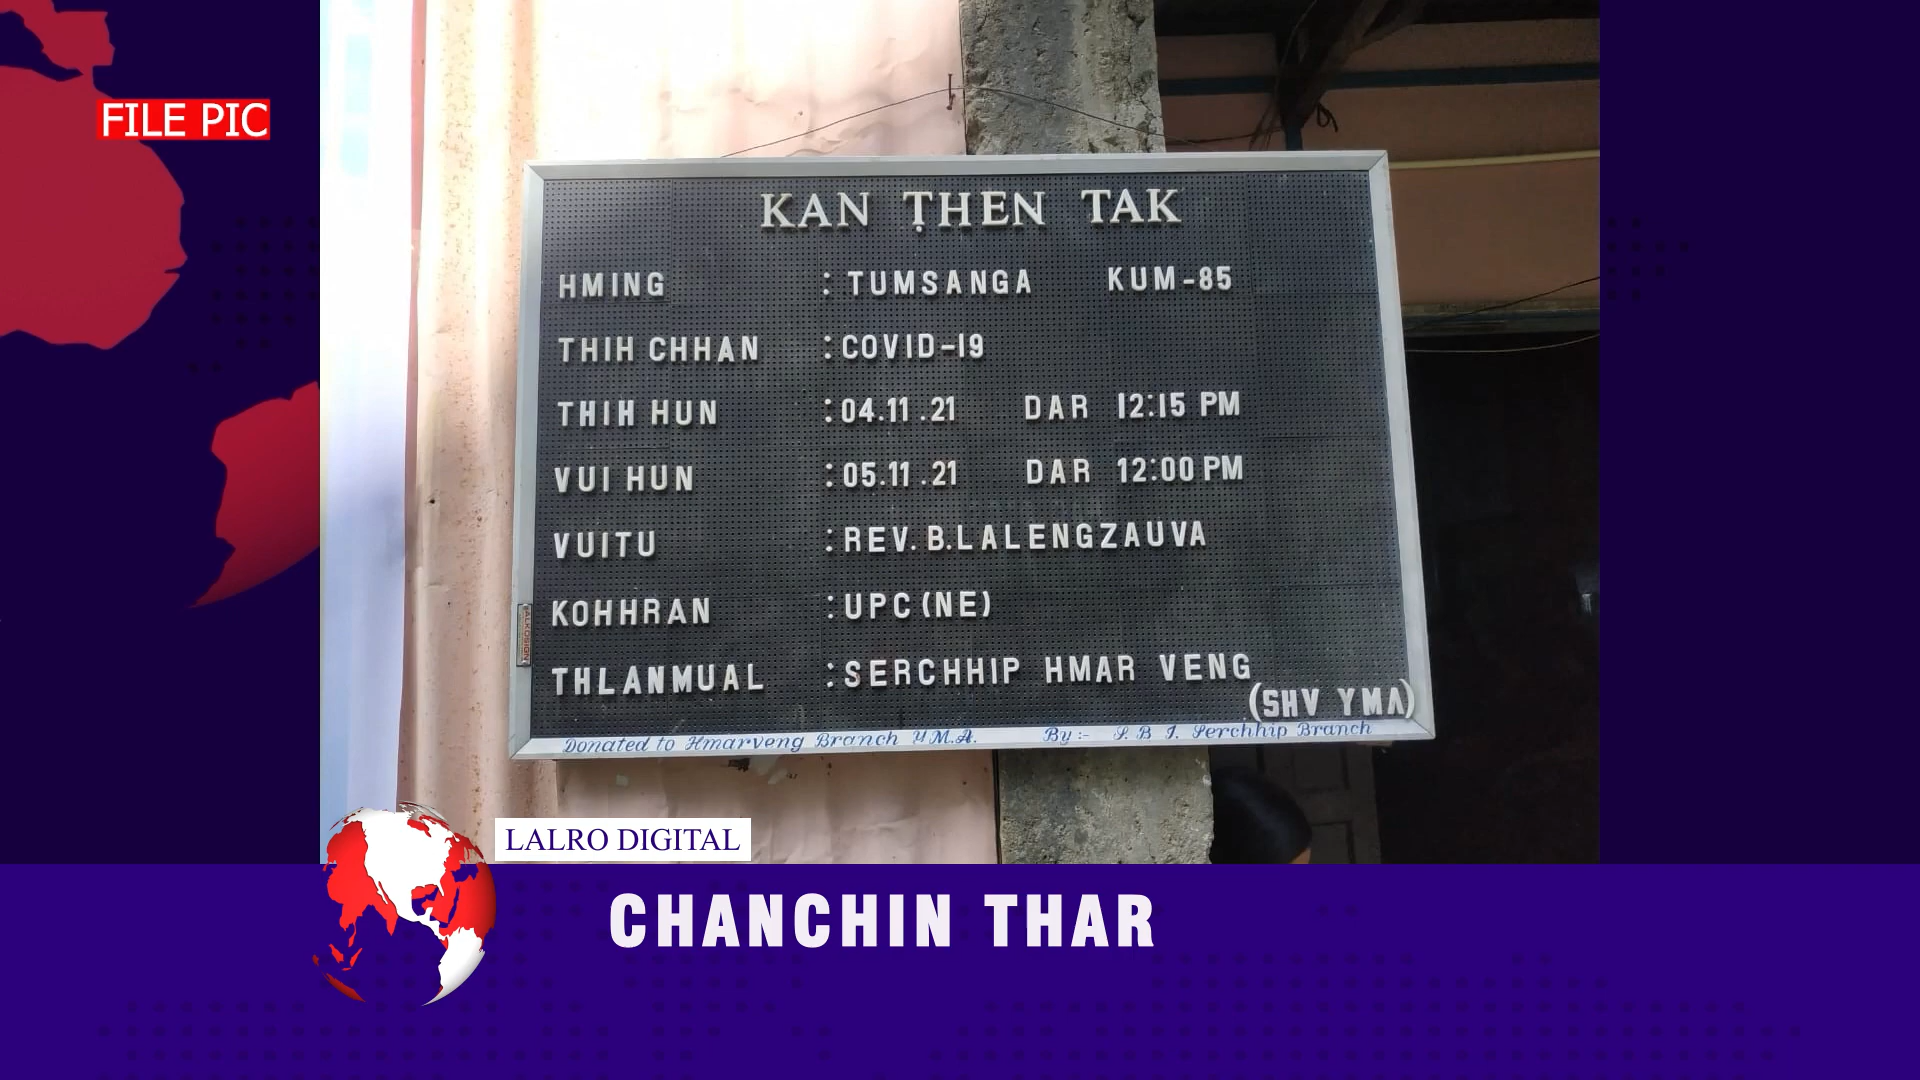 FILE PIC
KAN ṬHEN TAK
HMING : TUMSANGA KUM-85
THIH CHHAN : COVID-19
THIH HUN : 04.11.21 DAR 12:15 PM
VUI HUN : 05.11.21 DAR 12:00 PM
VUITU : REV. B.LALENGZAUVA
KOHHRAN : UPC (NE)
THLANMUAL : SERCHHIP HMAR VENG
(SHV YMA)
Donated to Hmarveng Branch Y.M.A. By :- S. B. I. Serchhip Branch
LALRO DIGITAL
CHANCHIN THAR